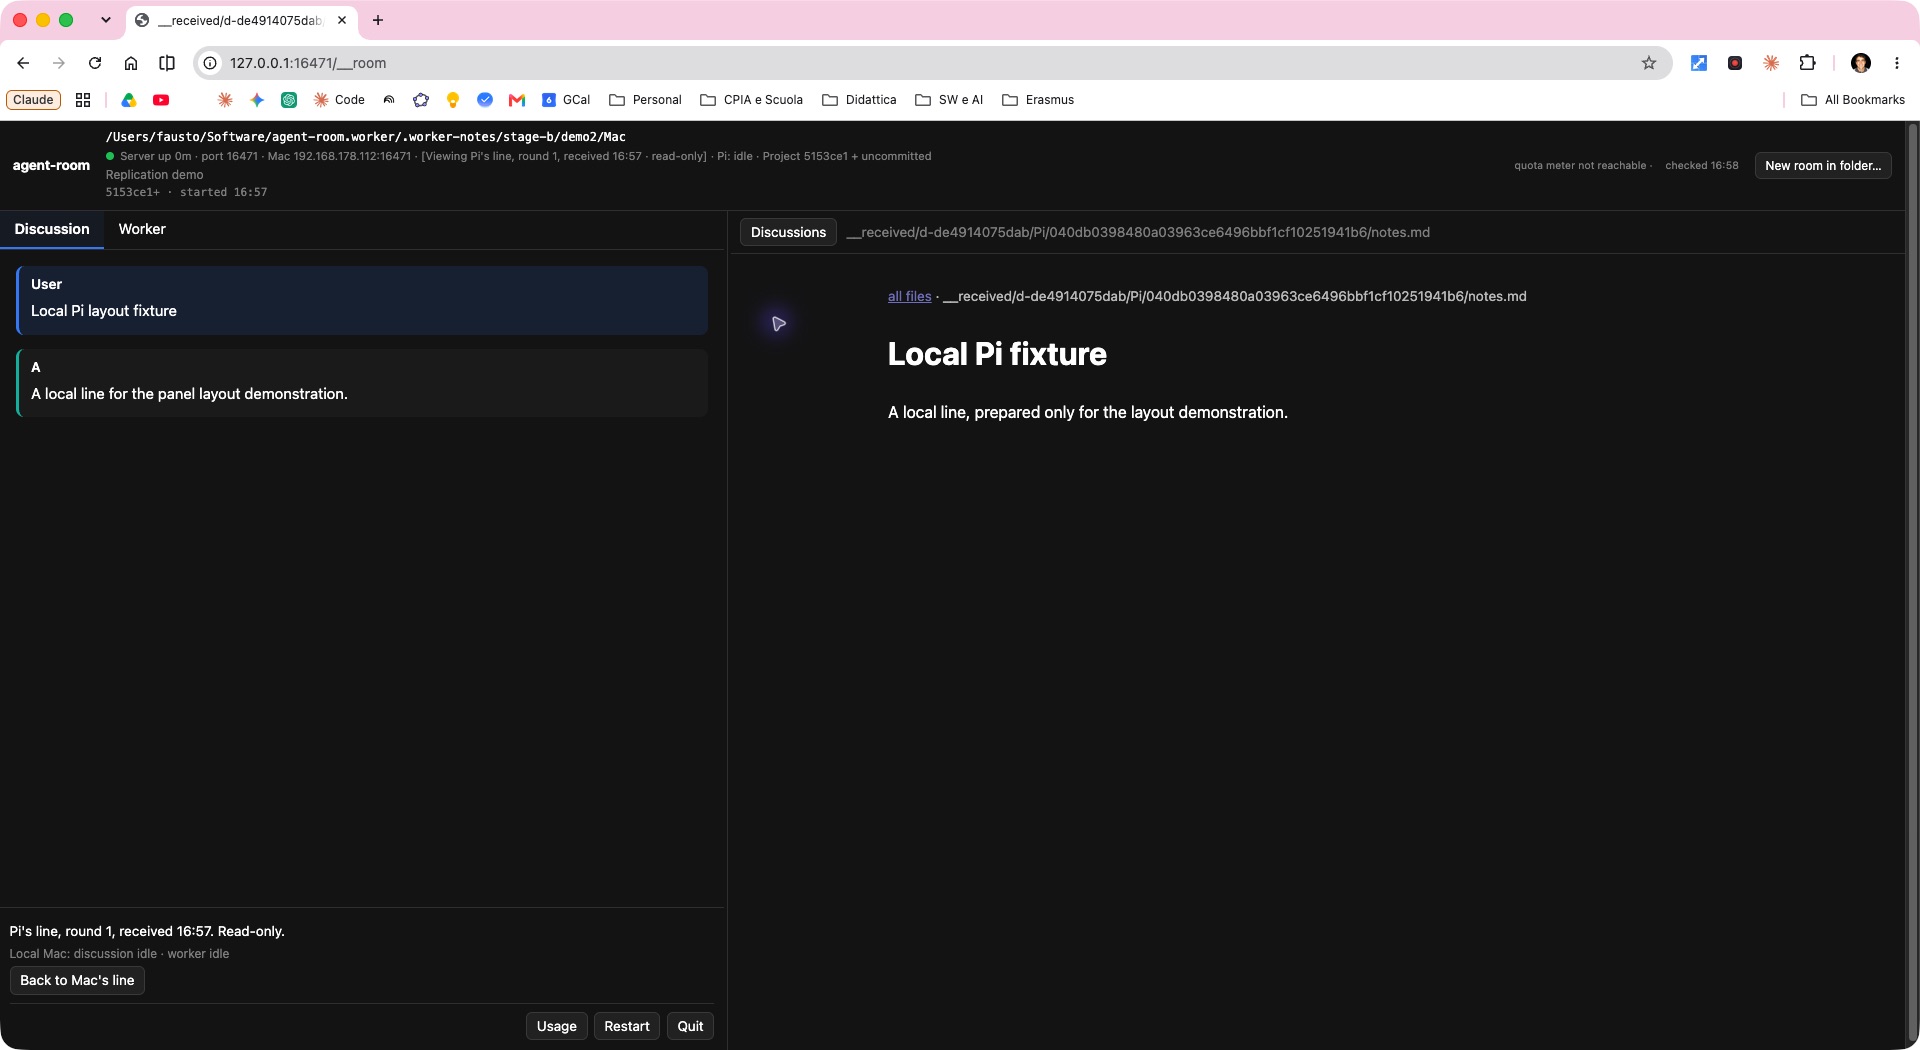 __received/d-de4914075dab
127.0.0.1:16471/__room
Claude
Code
GCal
Personal
CPIA e Scuola
Didattica
SW e AI
Erasmus
All Bookmarks
agent-room
/Users/fausto/Software/agent-room.worker/.worker-notes/stage-b/demo2/Mac
Server up 0m · port 16471 · Mac 192.168.178.112:16471 · [Viewing Pi's line, round 1, received 16:57 · read-only] · Pi: idle · Project 5153ce1 + uncommitted
Replication demo
5153ce1+ · started 16:57
quota meter not reachable · checked 16:58
New room in folder…
Discussion
Worker
User
Local Pi layout fixture
A
A local line for the panel layout demonstration.
Pi's line, round 1, received 16:57. Read-only.
Local Mac: discussion idle · worker idle
Back to Mac's line
Usage
Restart
Quit
Discussions
__received/d-de4914075dab/Pi/040db0398480a03963ce6496bbf1cf10251941b6/notes.md
all files · __received/d-de4914075dab/Pi/040db0398480a03963ce6496bbf1cf10251941b6/notes.md
Local Pi fixture
A local line, prepared only for the layout demonstration.